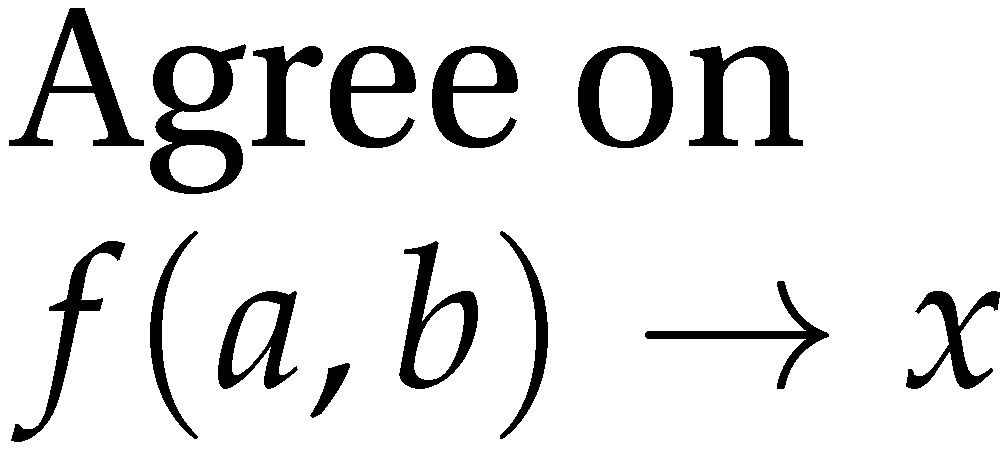 Agree on
f(a, b) → x